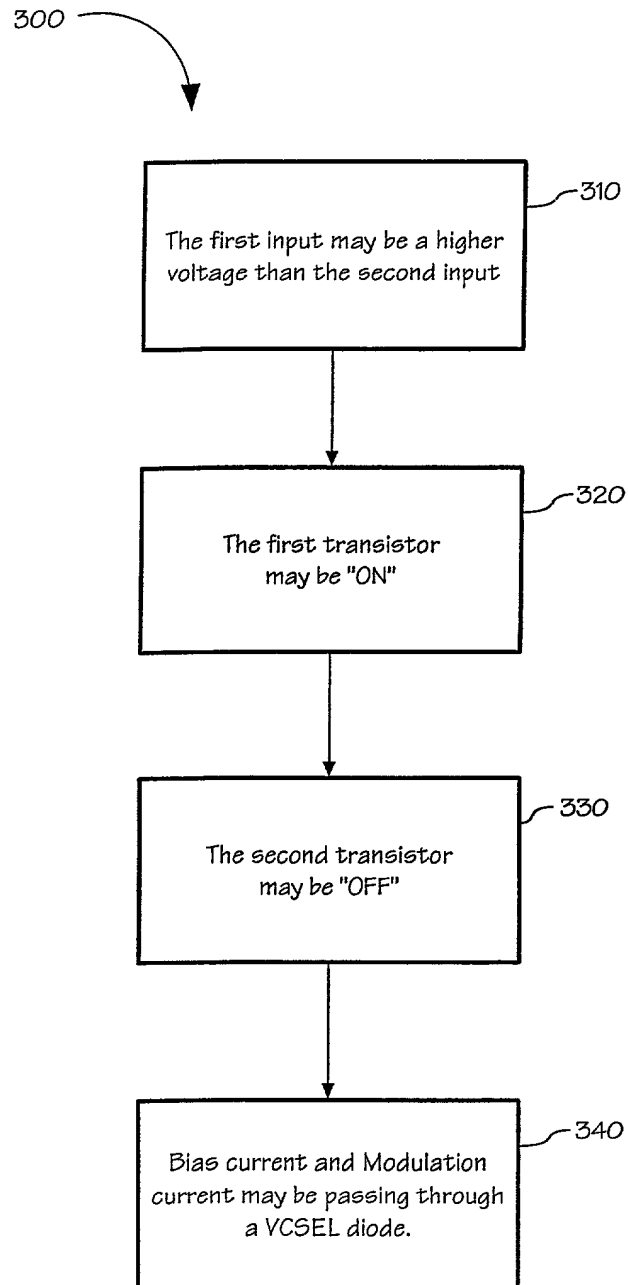 300
310
The first input may be a higher
voltage than the second input
320
The first transistor
may be "ON"
330
The second transistor
may be "OFF"
340
Bias current and Modulation
current may be passing through
a VCSEL diode.